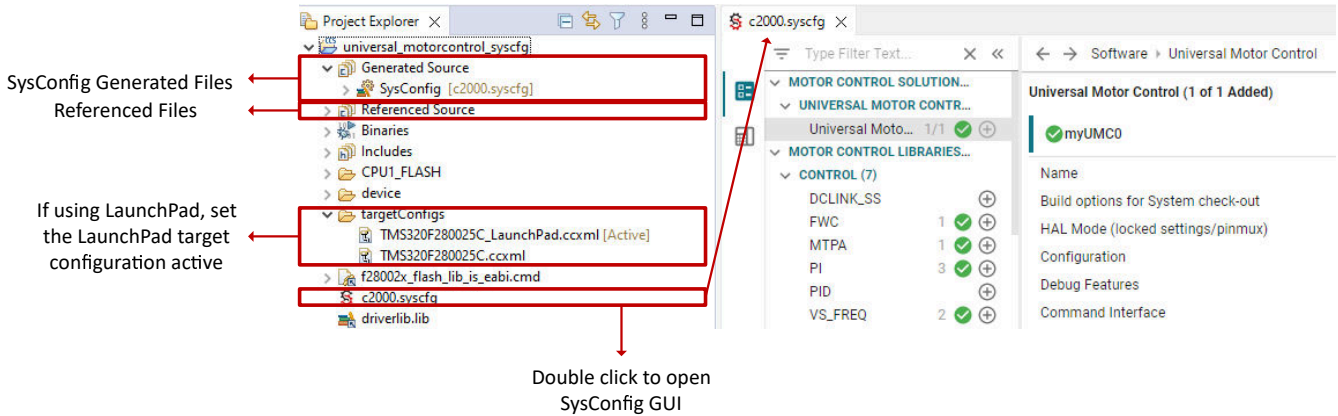 SysConfig Generated Files
Referenced Files
If using LaunchPad, set
the LaunchPad target
configuration active
Project Explorer
universal_motorcontrol_syscfg
Generated Source
SysConfig [c2000.syscfg]
Referenced Source
Binaries
Includes
CPU1_FLASH
device
targetConfigs
TMS320F280025C_LaunchPad.ccxml [Active]
TMS320F280025C.ccxml
f28002x_flash_lib_is_eabi.cmd
c2000.syscfg
driverlib.lib
Double click to open
SysConfig GUI
c2000.syscfg
Type Filter Text...
MOTOR CONTROL SOLUTION...
UNIVERSAL MOTOR CONTR...
Universal Moto... 1/1
MOTOR CONTROL LIBRARIES...
CONTROL (7)
DCLINK_SS
FWC 1
MTPA 1
PI 3
PID
VS_FREQ 2
Software Universal Motor Control
Universal Motor Control (1 of 1 Added)
myUMC0
Name
Build options for System check-out
HAL Mode (locked settings/pinmux)
Configuration
Debug Features
Command Interface